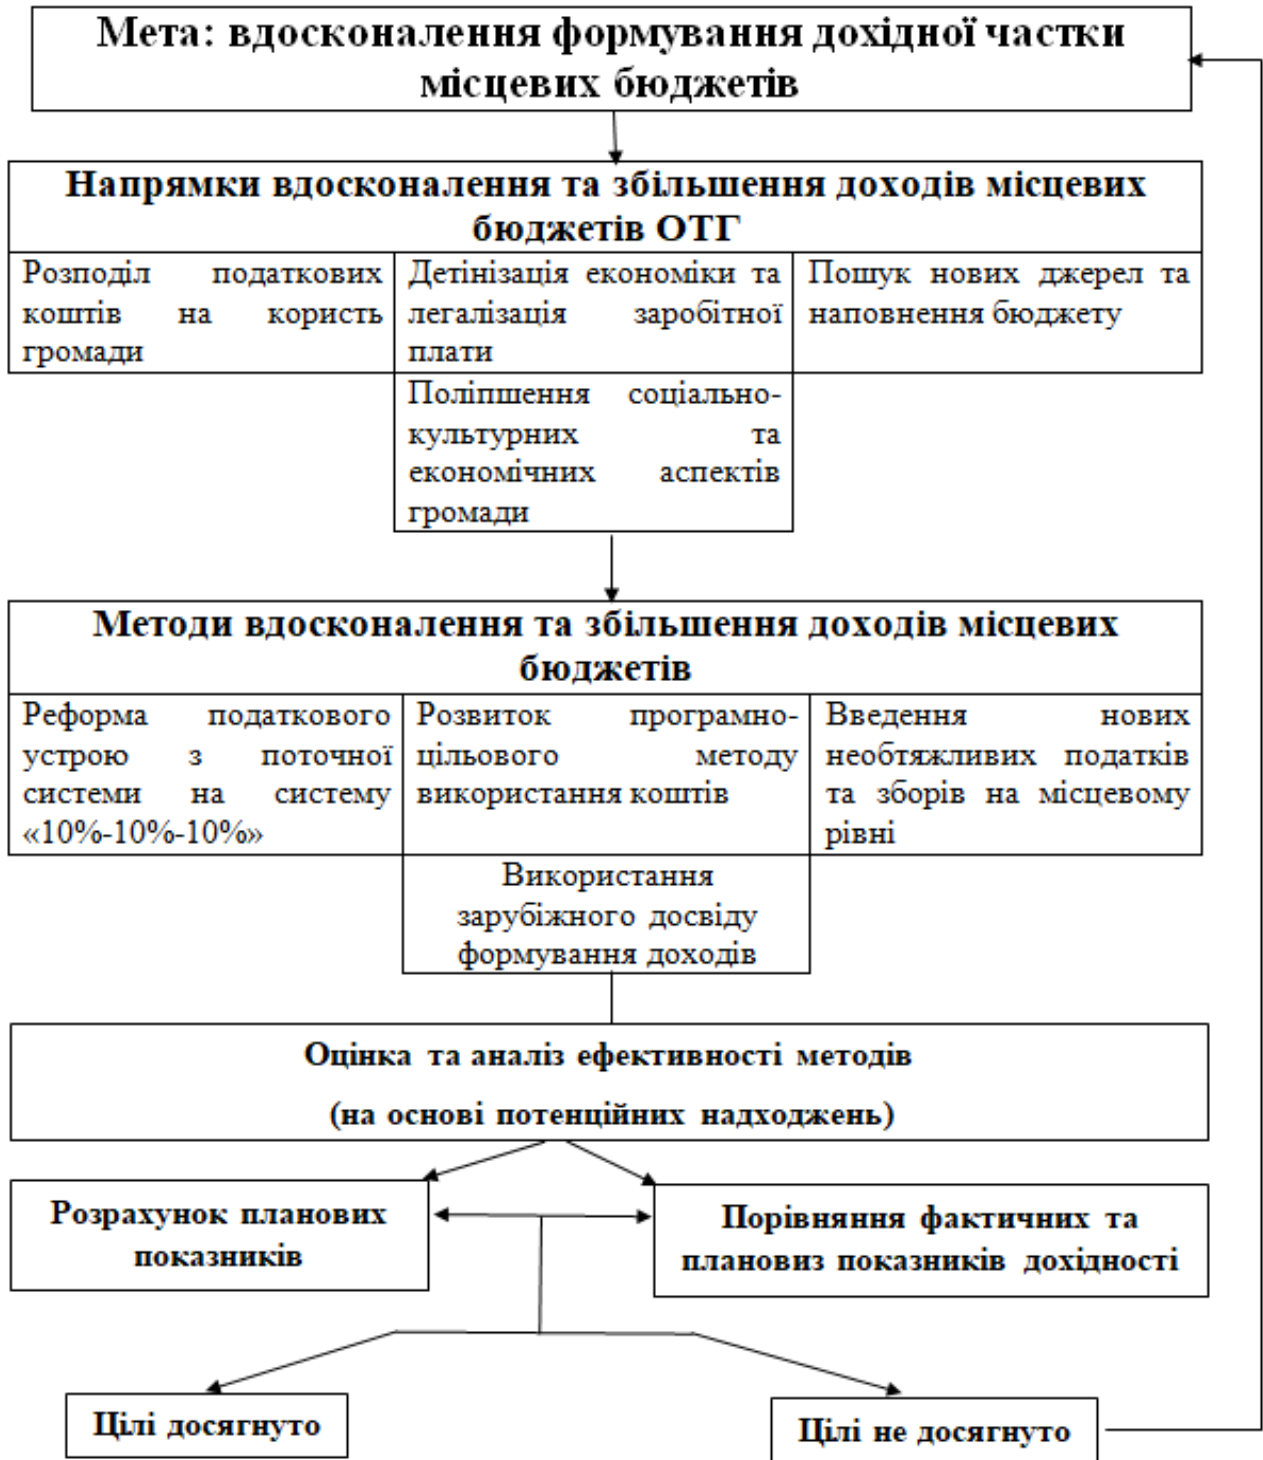 Мета: вдосконалення формування дохідної частки
місцевих бюджетів
Напрямки вдосконалення та збільшення доходів місцевих
бюджетів ОТГ
Розподіл податкових
коштів на користь
громади
Детінізація економіки та
легалізація заробітної
плати
Пошук нових джерел та
наповнення бюджету
Поліпшення соціально-
культурних та
економічних аспектів
громади
Методи вдосконалення та збільшення доходів місцевих
бюджетів
Реформа податкового
устрою з поточної
системи на систему
«10%-10%-10%»
Розвиток програмно-
цільового методу
використання коштів
Введення нових
необтяжливих податків
та зборів на місцевому
рівні
Використання
зарубіжного досвіду
формування доходів
Оцінка та аналіз ефективності методів
(на основі потенційних надходжень)
Розрахунок планових
показників
Порівняння фактичних та
плановиз показників дохідності
Цілі досягнуто
Цілі не досягнуто